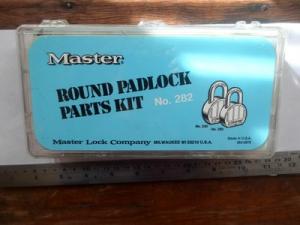 Master
ROUND PADLOCK
PARTS KIT No. 282
Master Lock Company MILWAUKEE WI 53210 U.S.A.
Made in U.S.A.